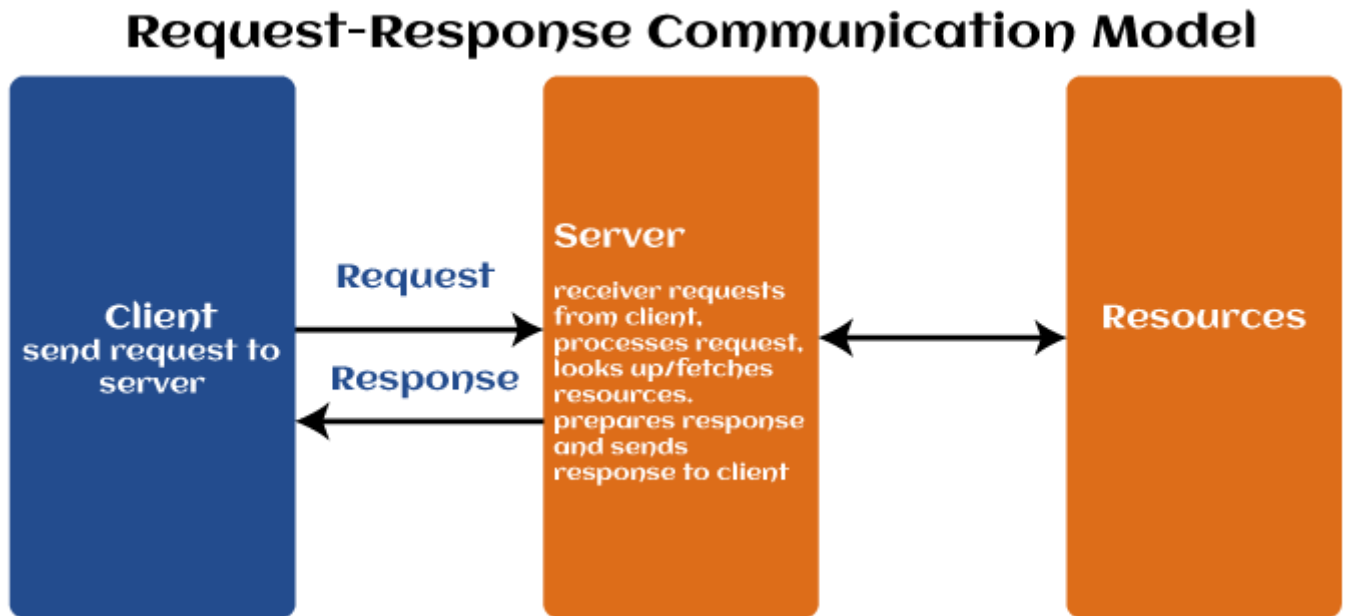 Request-Response Communication Model
Client
send request to
server
Request
Response
Server
receiver requests
from client,
processes request,
looks up/fetches
resources.
prepares response
and sends
response to client
Resources